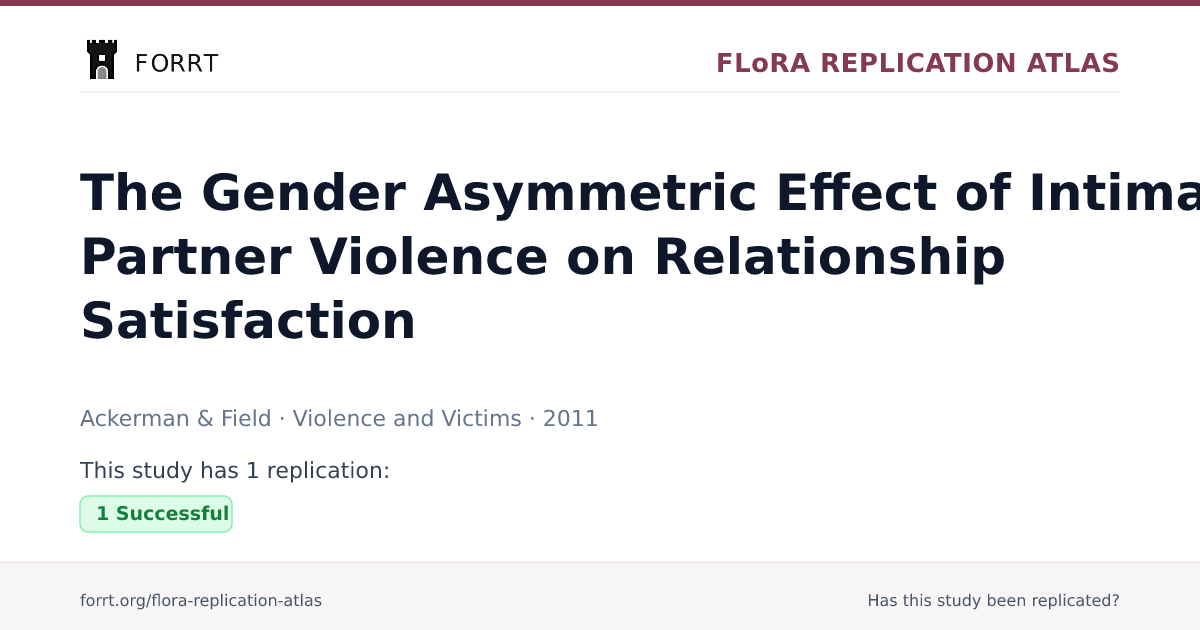 FORRT
FLoRA REPLICATION ATLAS
The Gender Asymmetric Effect of Intima
Partner Violence on Relationship
Satisfaction
Ackerman & Field · Violence and Victims · 2011
This study has 1 replication:
1 Successful
forrt.org/flora-replication-atlas
Has this study been replicated?